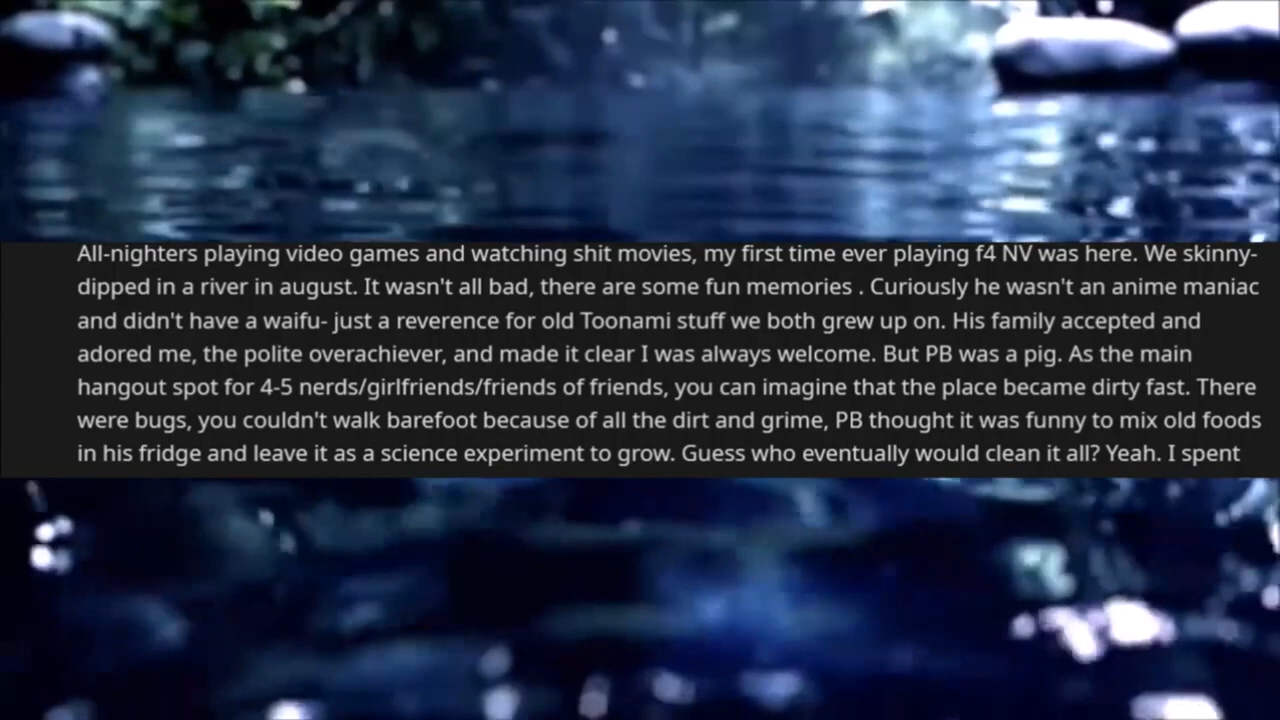 All-nighters playing video games and watching shit movies, my first time ever playing f4 NV was here. We skinny-
dipped in a river in august. It wasn't all bad, there are some fun memories . Curiously he wasn't an anime maniac
and didn't have a waifu- just a reverence for old Toonami stuff we both grew up on. His family accepted and
adored me, the polite overachiever, and made it clear I was always welcome. But PB was a pig. As the main
hangout spot for 4-5 nerds/girlfriends/friends of friends, you can imagine that the place became dirty fast. There
were bugs, you couldn't walk barefoot because of all the dirt and grime, PB thought it was funny to mix old foods
in his fridge and leave it as a science experiment to grow. Guess who eventually would clean it all? Yeah. I spent